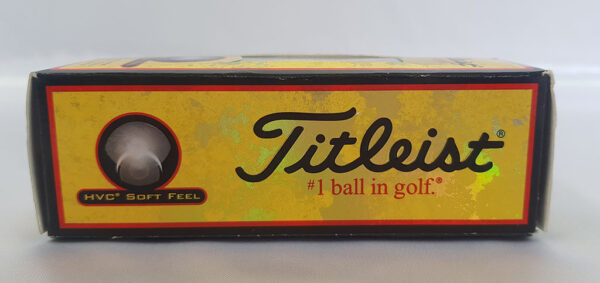 HVC® SOFT FEEL
Titleist®
#1 ball in golf.®